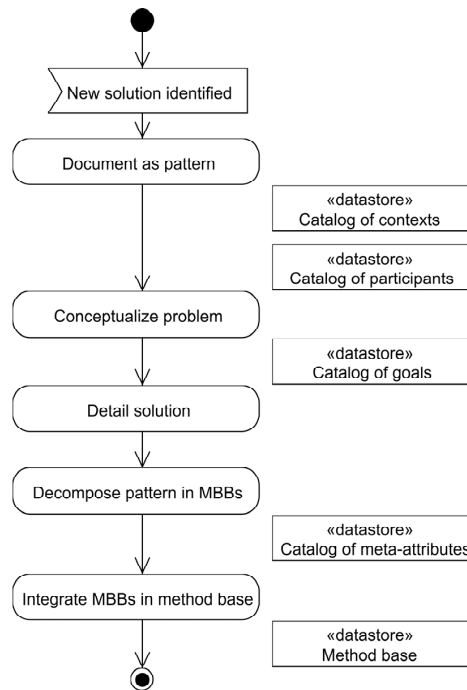 New solution identified
Document as pattern
«datastore»
Catalog of contexts
«datastore»
Catalog of participants
Conceptualize problem
«datastore»
Catalog of goals
Detail solution
Decompose pattern in MBBs
«datastore»
Catalog of meta-attributes
Integrate MBBs in method base
«datastore»
Method base